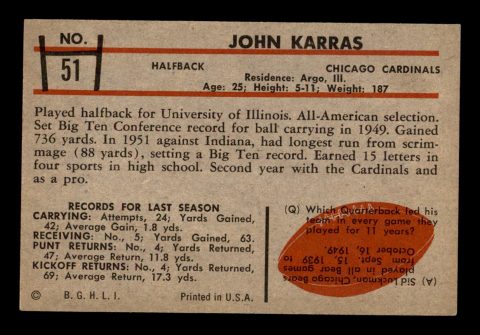 NO.
51
JOHN KARRAS
HALFBACK
CHICAGO CARDINALS
Residence: Argo, Ill.
Age: 25; Height: 5-11; Weight: 187
Played halfback for University of Illinois. All-American selection.
Set Big Ten Conference record for ball carrying in 1949. Gained
736 yards. In 1951 against Indiana, had longest run from scrim-
mage (88 yards), setting a Big Ten record. Earned 15 letters in
four sports in high school. Second year with the Cardinals and
as a pro.
RECORDS FOR LAST SEASON
CARRYING: Attempts, 24; Yards Gained,
42; Average Gain, 1.8 yds.
RECEIVING: No., 5; Yards Gained, 63.
PUNT RETURNS: No., 4; Yards Returned,
47; Average Return, 11.8 yds.
KICKOFF RETURNS: No., 4; Yards Returned,
69; Average Return, 17.3 yds.
© B. G. H. L. I.
Printed in U.S.A.
(Q) Which Quarterback led his
team in every game they
played for 11 years?
(A) Sid Luckman, Chicago Bears
played in all Bear games
Sept. 15, 1939 to
October 16, 1949.